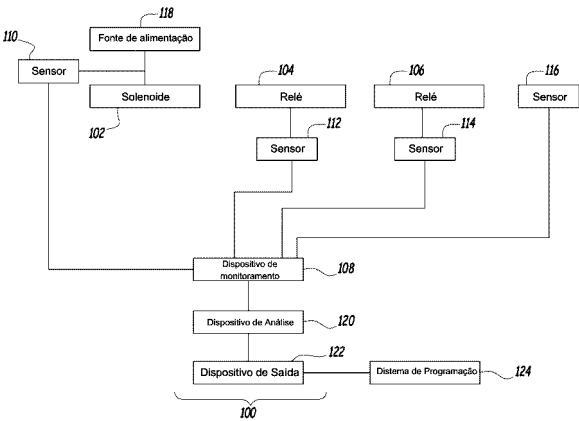 118
110
Fonte de alimentação
Sensor
104
106
116
Solenoide
Relé
Relé
Sensor
102
112
114
Sensor
Sensor
Dispositivo de
monitoramento
108
Dispositivo de Análise
120
122
Dispositivo de Saída
Distema de Programação
124
100